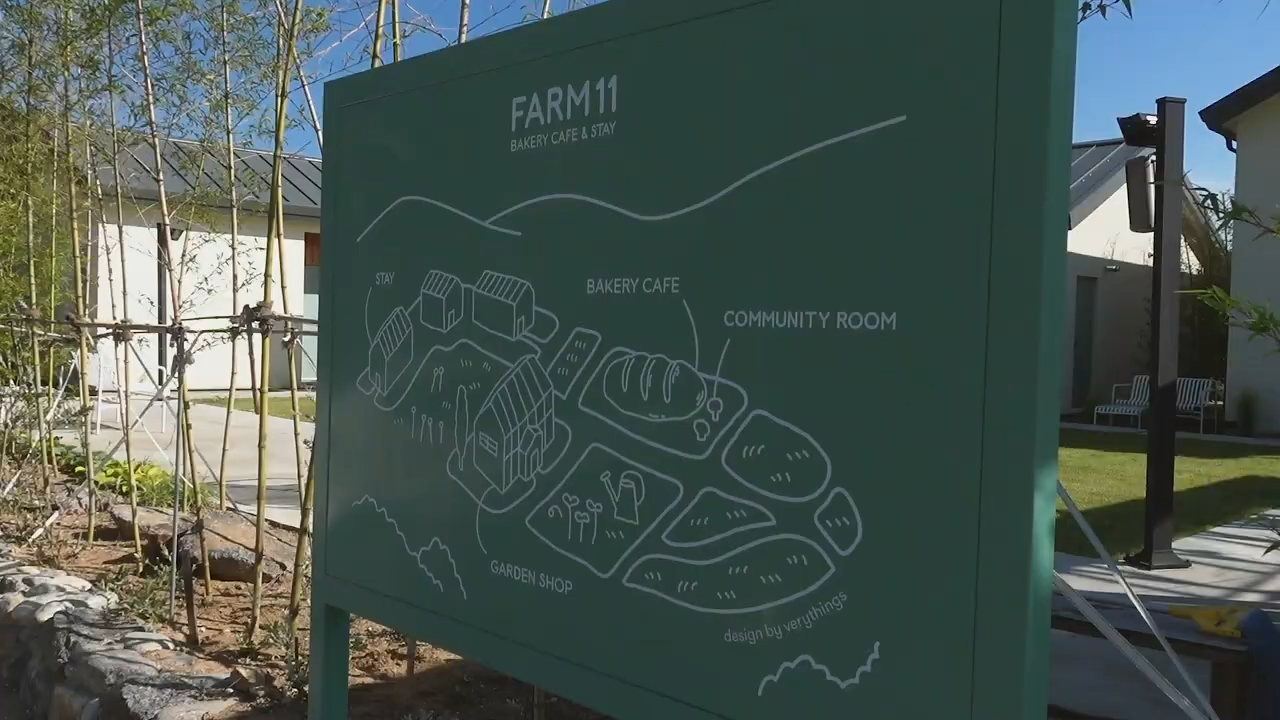 FARM11
BAKERY CAFE & STAY
STAY
BAKERY CAFE
COMMUNITY ROOM
GARDEN SHOP
design by verythings